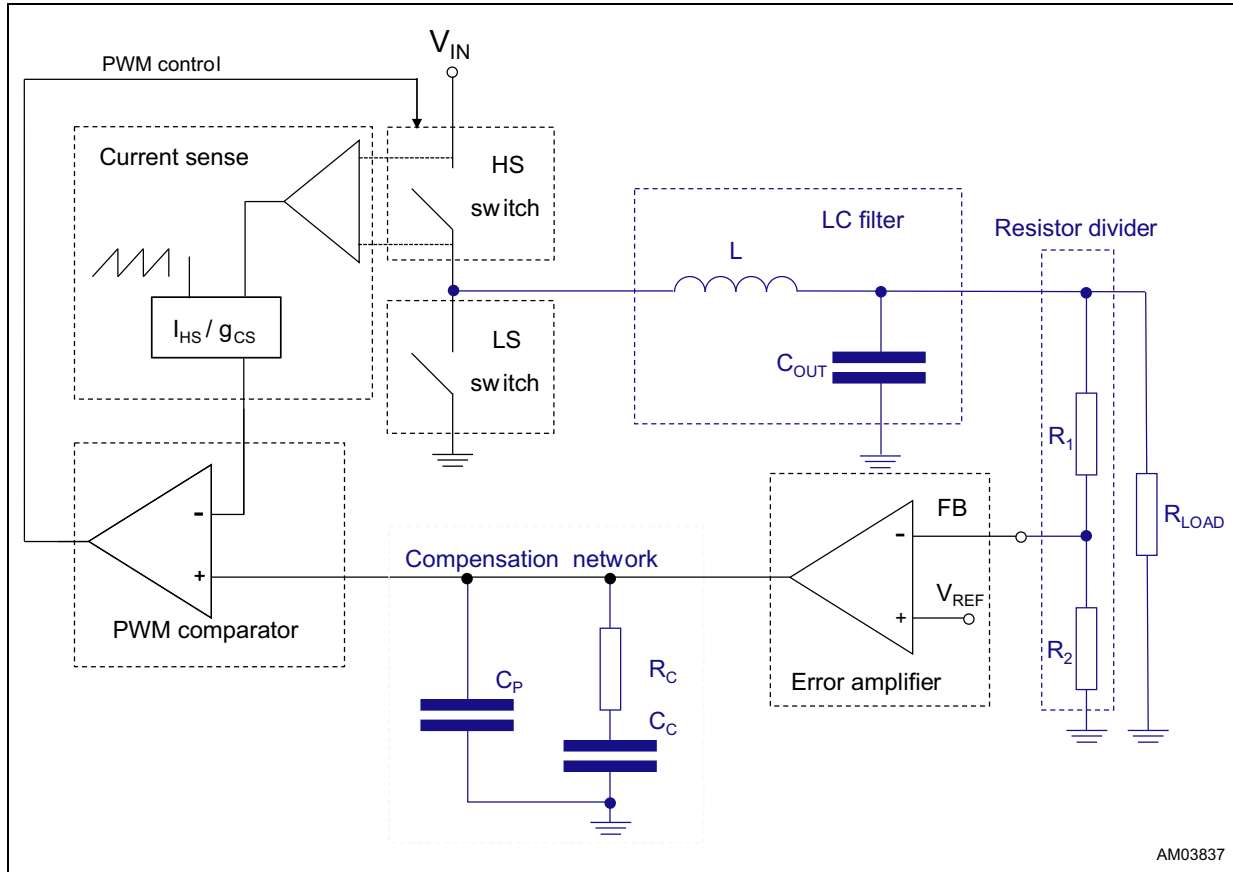 V_IN
PWM control
Current sense
HS
switch
LC filter
Resistor divider
L
I_HS / g_CS
LS
switch
C_OUT
R_1
FB
R_LOAD
-
-
Compensation network
V_REF
+
+
PWM comparator
R_2
R_C
C_P
Error amplifier
C_C
AM03837